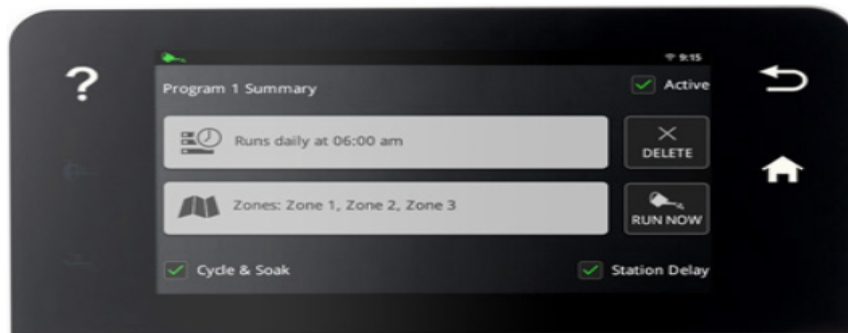 ?
9:15
Program 1 Summary
Active
Runs daily at 06:00 am
DELETE
Zones: Zone 1, Zone 2, Zone 3
RUN NOW
Cycle & Soak
Station Delay